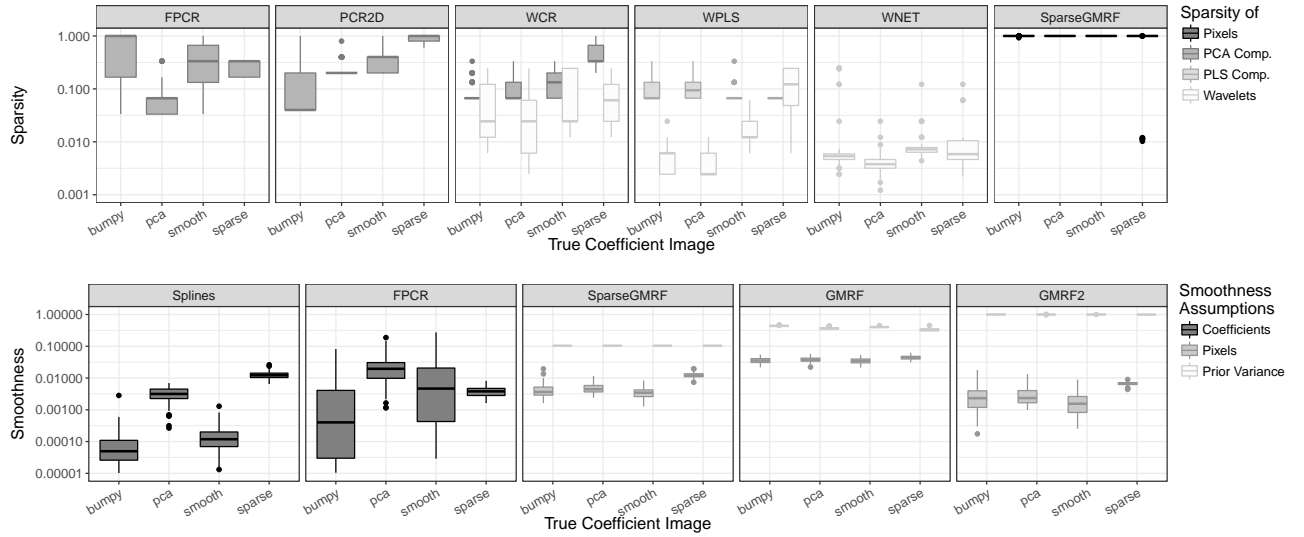 FPCR PCR2D WCR WPLS WNET SparseGMRF
Sparsity of
Pixels
PCA Comp.
PLS Comp.
Wavelets
Sparsity
1.000
0.100
0.010
0.001
bumpy pca smooth sparse bumpy pca smooth sparse bumpy pca smooth sparse bumpy pca smooth sparse bumpy pca smooth sparse bumpy pca smooth sparse
True Coefficient Image
Splines FPCR SparseGMRF GMRF GMRF2
Smoothness
Assumptions
Coefficients
Pixels
Prior Variance
Smoothness
1.00000
0.10000
0.01000
0.00100
0.00010
0.00001
bumpy pca smooth sparse bumpy pca smooth sparse bumpy pca smooth sparse bumpy pca smooth sparse bumpy pca smooth sparse
True Coefficient Image